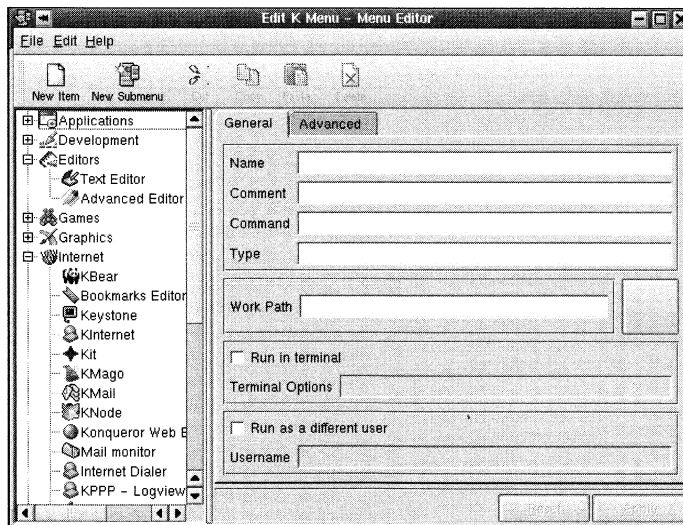 Edit K Menu - Menu Editor
File Edit Help
New Item New Submenu
Applications
Development
Editors
Text Editor
Advanced Editor
Games
Graphics
Internet
KBear
Bookmarks Editor
Keystone
KInternet
Kit
KMago
KMail
KNode
Konqueror Web
Mail monitor
Internet Dialer
KPPP - Logview
General Advanced
Name
Comment
Command
Type
Work Path
Run in terminal
Terminal Options
Run as a different user
Username